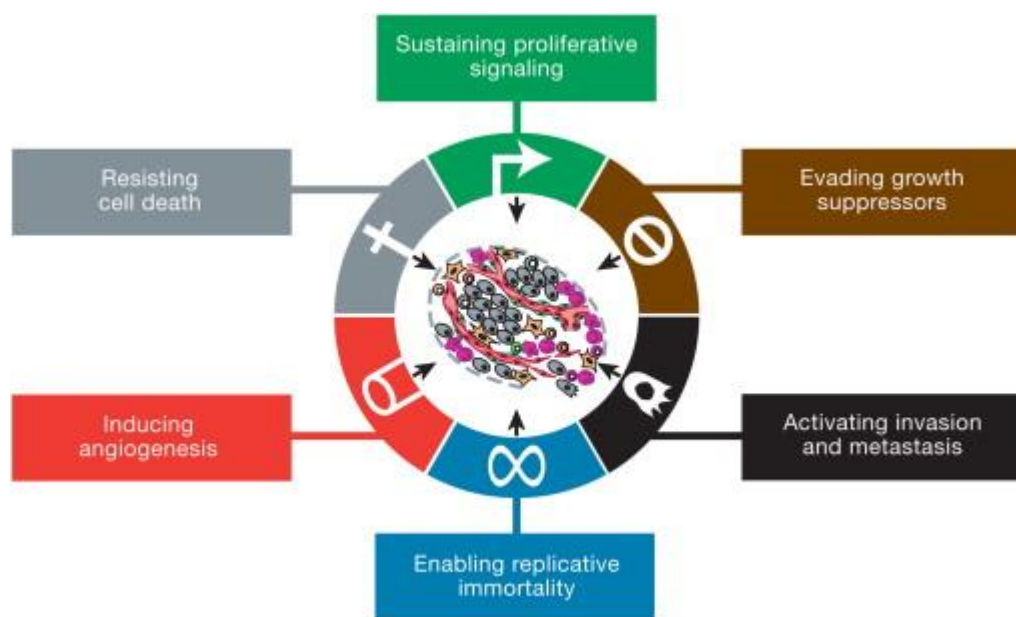 Sustaining proliferative
signaling
Resisting
cell death
Evading growth
suppressors
Inducing
angiogenesis
Activating invasion
and metastasis
Enabling replicative
immortality